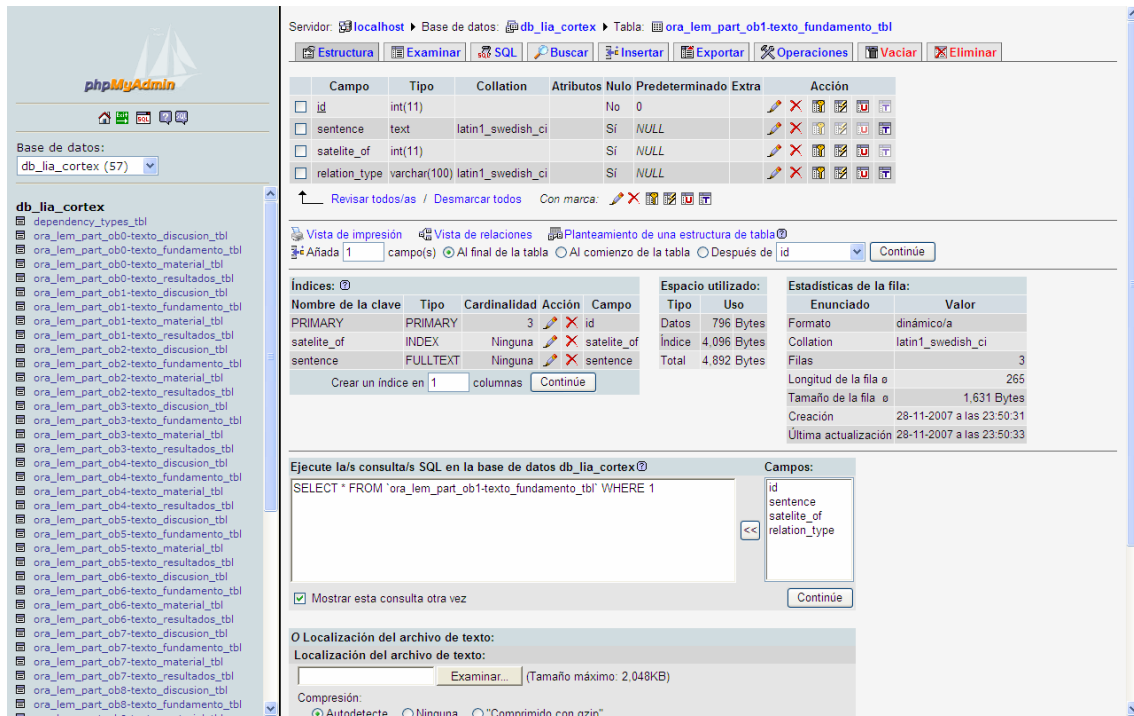 phpMyAdmin
SQL
Base de datos:
db_lia_cortex (57)
db_lia_cortex
dependency_types_tbl
ora_lem_part_ob0-texto_discusion_tbl
ora_lem_part_ob0-texto_fundamento_tbl
ora_lem_part_ob0-texto_material_tbl
ora_lem_part_ob0-texto_resultados_tbl
ora_lem_part_ob1-texto_discusion_tbl
ora_lem_part_ob1-texto_fundamento_tbl
ora_lem_part_ob1-texto_material_tbl
ora_lem_part_ob1-texto_resultados_tbl
ora_lem_part_ob2-texto_discusion_tbl
ora_lem_part_ob2-texto_fundamento_tbl
ora_lem_part_ob2-texto_material_tbl
ora_lem_part_ob2-texto_resultados_tbl
ora_lem_part_ob3-texto_discusion_tbl
ora_lem_part_ob3-texto_fundamento_tbl
ora_lem_part_ob3-texto_material_tbl
ora_lem_part_ob3-texto_resultados_tbl
ora_lem_part_ob4-texto_discusion_tbl
ora_lem_part_ob4-texto_fundamento_tbl
ora_lem_part_ob4-texto_material_tbl
ora_lem_part_ob4-texto_resultados_tbl
ora_lem_part_ob5-texto_discusion_tbl
ora_lem_part_ob5-texto_fundamento_tbl
ora_lem_part_ob5-texto_material_tbl
ora_lem_part_ob5-texto_resultados_tbl
ora_lem_part_ob6-texto_discusion_tbl
ora_lem_part_ob6-texto_fundamento_tbl
ora_lem_part_ob6-texto_material_tbl
ora_lem_part_ob6-texto_resultados_tbl
ora_lem_part_ob7-texto_discusion_tbl
ora_lem_part_ob7-texto_fundamento_tbl
ora_lem_part_ob7-texto_material_tbl
ora_lem_part_ob7-texto_resultados_tbl
ora_lem_part_ob8-texto_discusion_tbl
ora_lem_part_ob8-texto_fundamento_tbl
Servidor: localhost Base de datos: db_lia_cortex Tabla: ora_lem_part_ob1-texto_fundamento_tbl
Estructura Examinar SQL Buscar Insertar Exportar Operaciones Vaciar Eliminar
Campo Tipo Collation Atributos Nulo Predeterminado Extra Acción
id int(11) No 0
sentence text latin1_swedish_ci Sí NULL
satelite_of int(11) Sí NULL
relation_type varchar(100) latin1_swedish_ci Sí NULL
Revisar todos/as / Desmarcar todos Con marca:
Vista de impresión Vista de relaciones Planteamiento de una estructura de tabla
Añada 1 campo(s) Al final de la tabla Al comienzo de la tabla Después de id Continúe
Índices:
Nombre de la clave Tipo Cardinalidad Acción Campo
PRIMARY PRIMARY 3 id
satelite_of INDEX Ninguna satelite_of
sentence FULLTEXT Ninguna sentence
Crear un índice en 1 columnas Continúe
Espacio utilizado:
Tipo Uso
Datos 796 Bytes
Índice 4,096 Bytes
Total 4,892 Bytes
Estadísticas de la fila:
Enunciado Valor
Formato dinámico/a
Collation latin1_swedish_ci
Filas 3
Longitud de la fila ø 265
Tamaño de la fila ø 1,631 Bytes
Creación 28-11-2007 a las 23:50:31
Última actualización 28-11-2007 a las 23:50:33
Ejecute la/s consulta/s SQL en la base de datos db_lia_cortex
SELECT * FROM `ora_lem_part_ob1-texto_fundamento_tbl` WHERE 1
Campos:
id
sentence
satelite_of
relation_type
<<
Mostrar esta consulta otra vez
Continúe
O Localización del archivo de texto:
Localización del archivo de texto:
Examinar... (Tamaño máximo: 2,048KB)
Compresión:
Autodetecte Ninguna "Comprimido con gzip"